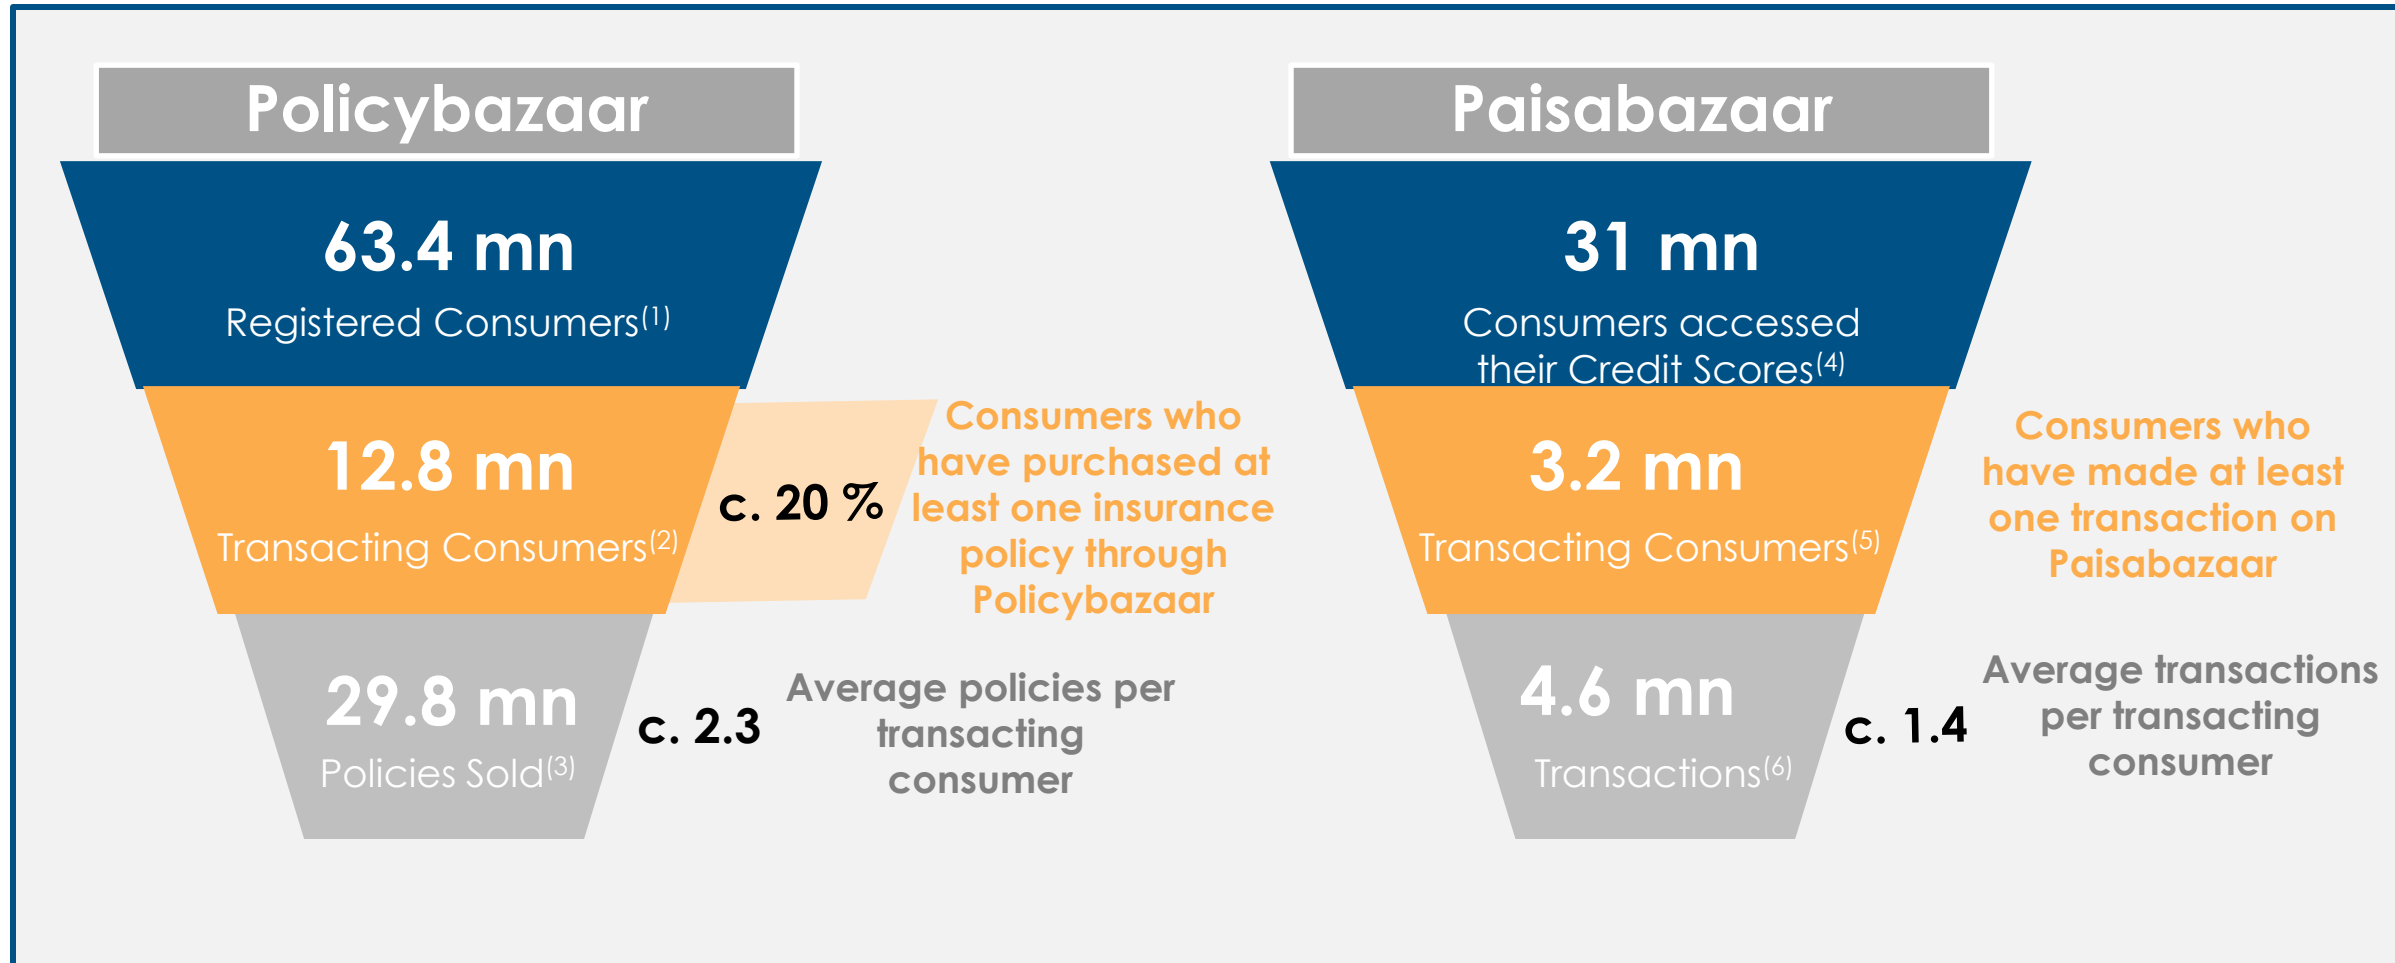 Policybazaar
63.4 mn
Registered Consumers(1)
12.8 mn
Transacting Consumers(2)
c. 20 %
Consumers who
have purchased at
least one insurance
policy through
Policybazaar
29.8 mn
Policies Sold(3)
c. 2.3
Average policies per
transacting
consumer
Paisabazaar
31 mn
Consumers accessed
their Credit Scores(4)
3.2 mn
Transacting Consumers(5)
Consumers who
have made at least
one transaction on
Paisabazaar
4.6 mn
Transactions(6)
c. 1.4
Average transactions
per transacting
consumer